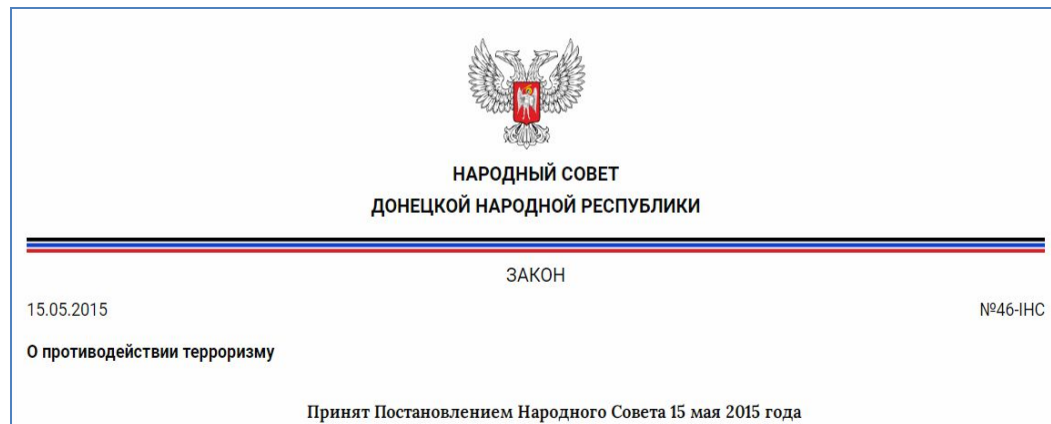 НАРОДНЫЙ СОВЕТ
ДОНЕЦКОЙ НАРОДНОЙ РЕСПУБЛИКИ
ЗАКОН
15.05.2015 №46-IНС
О противодействии терроризму
Принят Постановлением Народного Совета 15 мая 2015 года